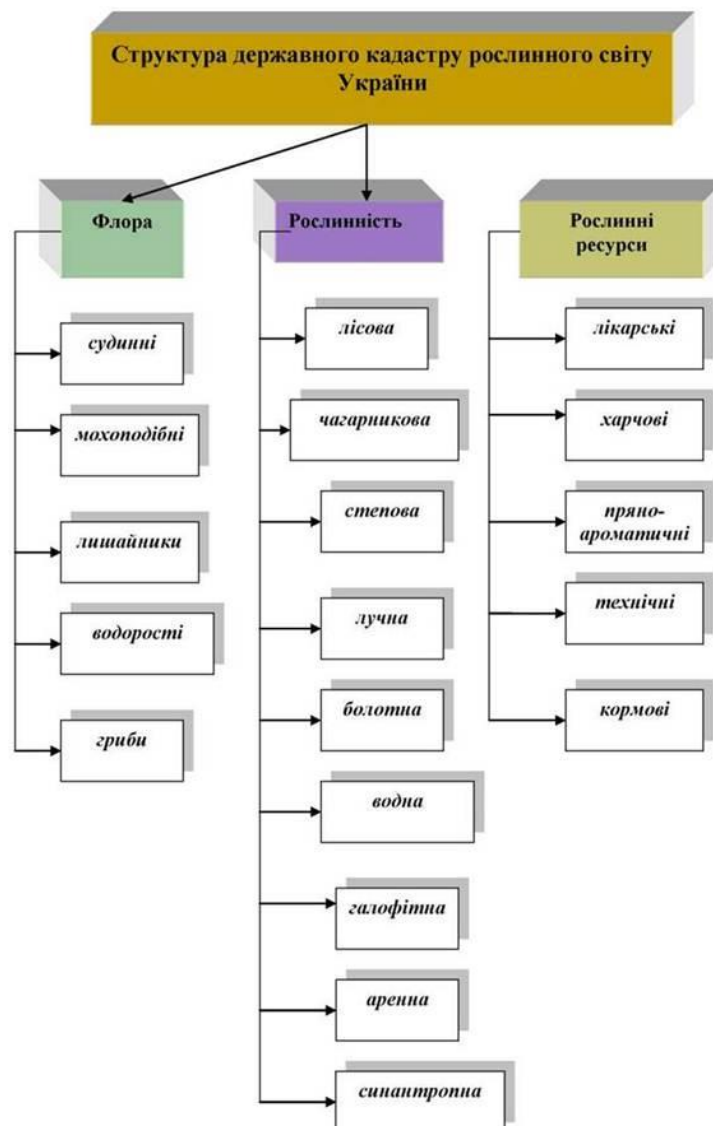 Структура державного кадастру рослинного світу
України
Флора
судинні
мохоподібні
лишайники
водорості
гриби
Рослинність
лісова
чагарникова
степова
лучна
болотна
водна
галофітна
аренна
синантропна
Рослинні
ресурси
лікарські
харчові
пряно-
ароматичні
технічні
кормові